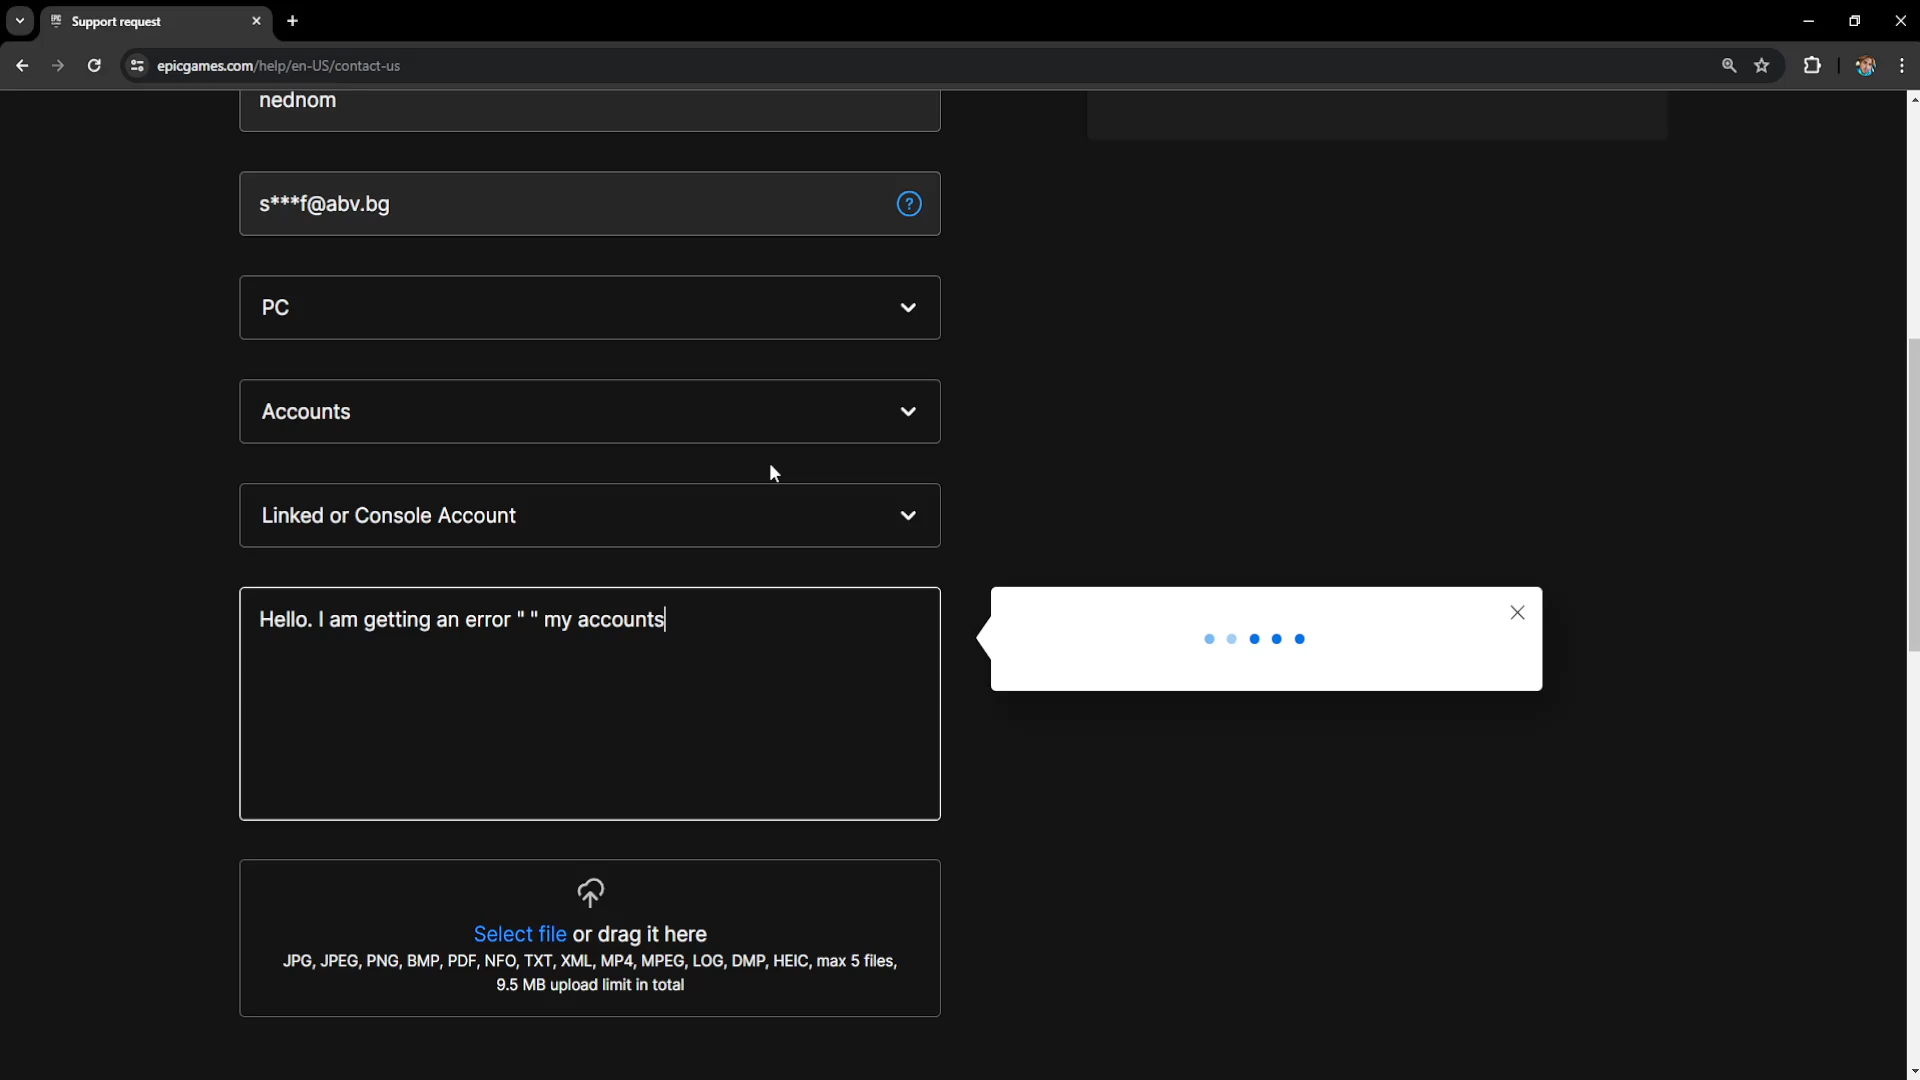 Support request
epicgames.com/help/en-US/contact-us
nednom
s***f@abv.bg
?
PC
Accounts
Linked or Console Account
Hello. I am getting an error " " my accounts
Select file or drag it here
JPG, JPEG, PNG, BMP, PDF, NFO, TXT, XML, MP4, MPEG, LOG, DMP, HEIC, max 5 files,
9.5 MB upload limit in total